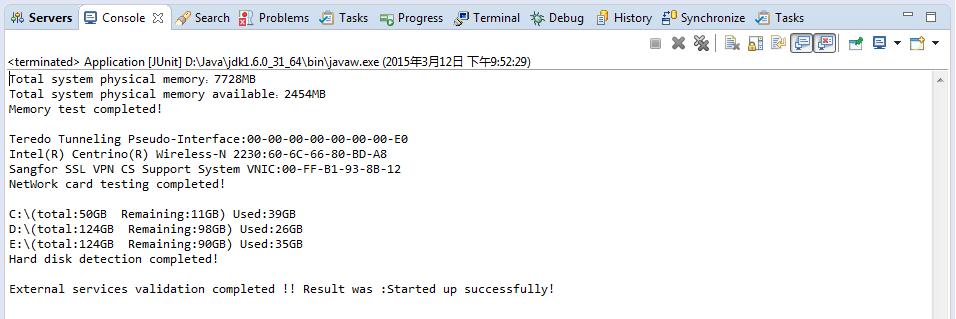 Servers Console Search Problems Tasks Progress Terminal Debug History Synchronize Tasks
<terminated> Application [JUnit] D:\Java\jdk1.6.0_31_64\bin\javaw.exe (2015年3月12日 下午9:52:29)
Total system physical memory：7728MB
Total system physical memory available：2454MB
Memory test completed!
Teredo Tunneling Pseudo-Interface:00-00-00-00-00-00-00-E0
Intel(R) Centrino(R) Wireless-N 2230:60-6C-66-80-BD-A8
Sangfor SSL VPN CS Support System VNIC:00-FF-B1-93-8B-12
NetWork card testing completed!
C:\(total:50GB  Remaining:11GB) Used:39GB
D:\(total:124GB  Remaining:98GB) Used:26GB
E:\(total:124GB  Remaining:90GB) Used:35GB
Hard disk detection completed!
External services validation completed !! Result was :Started up successfully!